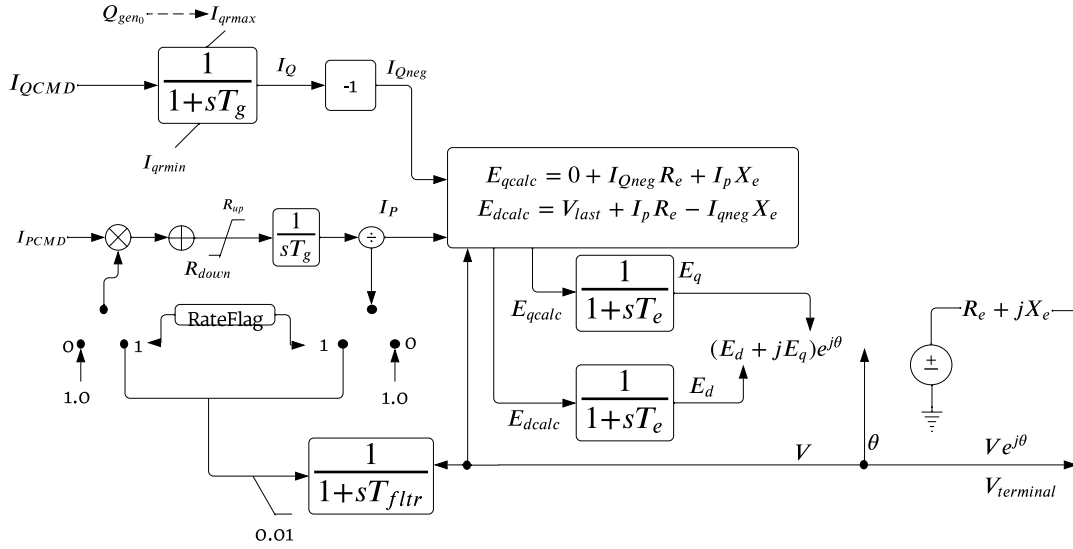 Q_{gen_0} I_{qrmax}
I_{QCMD}
1
1+sT_g
I_Q
-1
I_{Qneg}
I_{qrmin}
E_{qcalc} = 0 + I_{Qneg} R_e + I_p X_e
E_{dcalc} = V_{last} + I_p R_e − I_{qneg} X_e
I_{PCMD}
R_{up}
R_{down}
1
sT_g
I_P
÷
E_{qcalc}
1
1+sT_e
E_q
RateFlag
0 1 1 0
1.0 1.0
(E_d + jE_q)e^{jθ}
R_e + jX_e
±
E_{dcalc}
1
1+sT_e
E_d
1
1+sT_{fltr}
0.01
V θ Ve^{jθ}
V_{terminal}